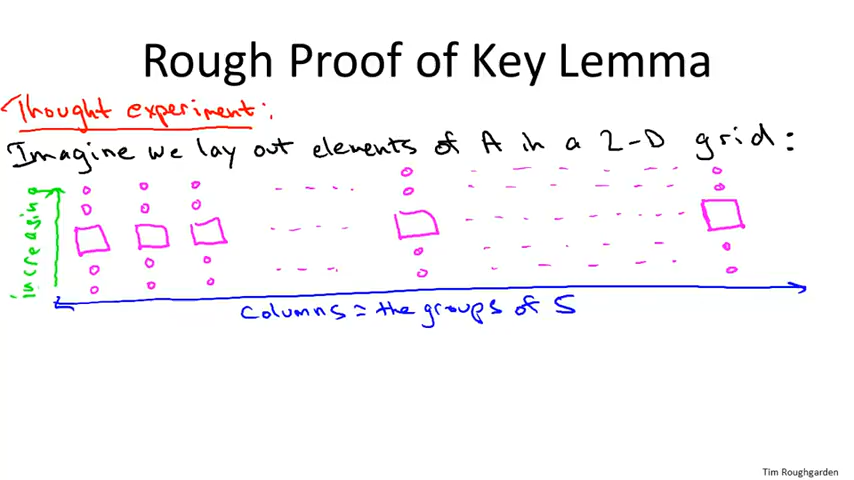 Rough Proof of Key Lemma
Thought experiment:
Imagine we lay out elements of A in a 2-D grid:
increasing
columns = the groups of 5
Tim Roughgarden